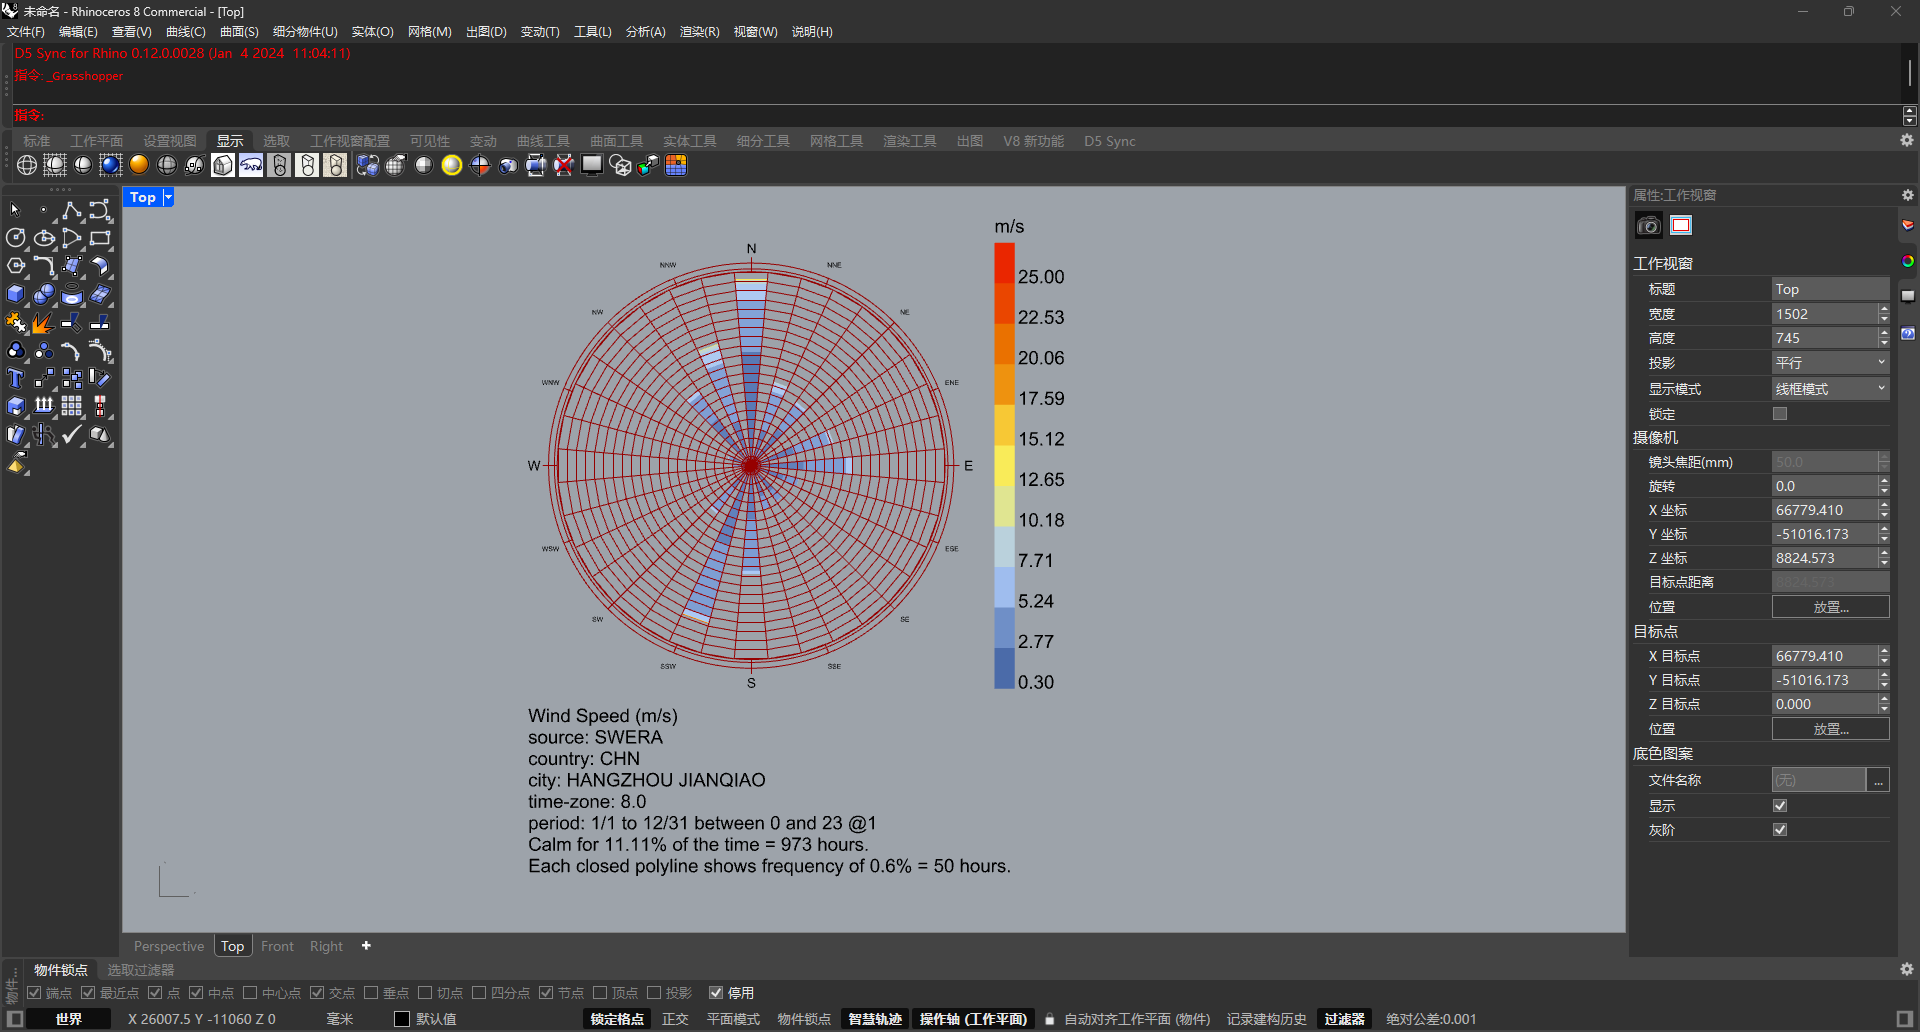 未命名 - Rhinoceros 8 Commercial - [Top]
文件(F) 编辑(E) 查看(V) 曲线(C) 曲面(S) 细分物件(U) 实体(O) 网格(M) 出图(D) 变动(T) 工具(L) 分析(A) 渲染(R) 视窗(W) 说明(H)
D5 Sync for Rhino 0.12.0.0028 (Jan  4 2024  11:04:11)
指令: _Grasshopper
指令:
标准 工作平面 设置视图 显示 选取 工作视窗配置 可见性 变动 曲线工具 曲面工具 实体工具 细分工具 网格工具 渲染工具 出图 V8 新功能 D5 Sync
Top
m/s
25.00
22.53
20.06
17.59
15.12
12.65
10.18
7.71
5.24
2.77
0.30
N
NNW NNE
NW NE
WNW ENE
W E
WSW ESE
SW SE
SSW SSE
S
Wind Speed (m/s)
source: SWERA
country: CHN
city: HANGZHOU JIANQIAO
time-zone: 8.0
period: 1/1 to 12/31 between 0 and 23 @1
Calm for 11.11% of the time = 973 hours.
Each closed polyline shows frequency of 0.6% = 50 hours.
属性:工作视窗
工作视窗
标题 Top
宽度 1502
高度 745
投影 平行
显示模式 线框模式
锁定
摄像机
镜头焦距(mm) 50.0
旋转 0.0
X 坐标 66779.410
Y 坐标 -51016.173
Z 坐标 8824.573
目标点距离 8824.573
位置 放置...
目标点
X 目标点 66779.410
Y 目标点 -51016.173
Z 目标点 0.000
位置 放置...
底色图案
文件名称 (无) ...
显示
灰阶
Perspective Top Front Right
物件锁点 选取过滤器
物件...
端点 最近点 点 中点 中心点 交点 垂点 切点 四分点 节点 顶点 投影 停用
世界 X 26007.5 Y -11060 Z 0 毫米 默认值 锁定格点 正交 平面模式 物件锁点 智慧轨迹 操作轴 (工作平面) 自动对齐工作平面 (物件) 记录建构历史 过滤器 绝对公差:0.001